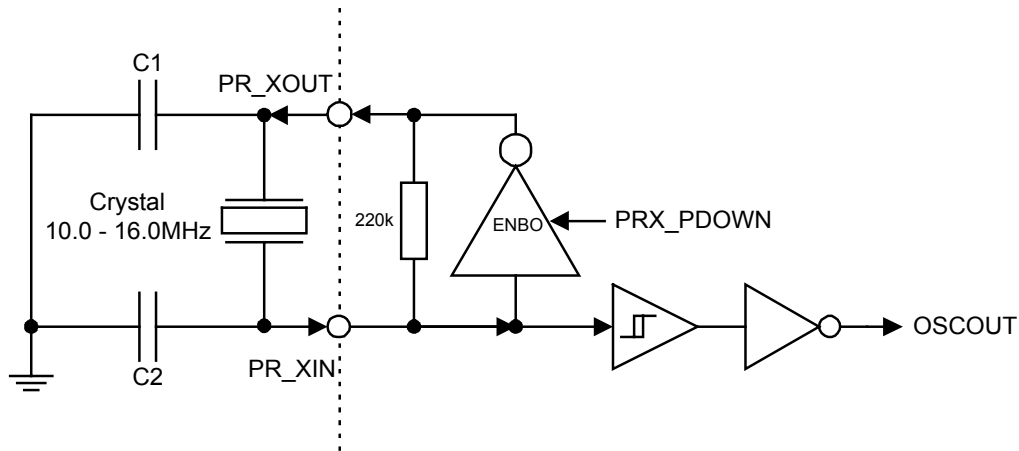 C1
PR_XOUT
Crystal
10.0 - 16.0MHz
220k
ENBO
PRX_PDOWN
OSCOUT
C2
PR_XIN